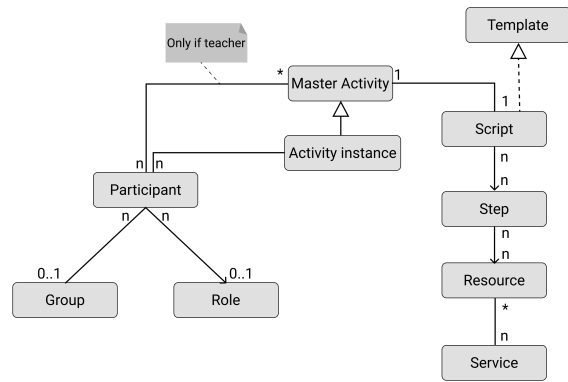 Template
Only if teacher
* Master Activity 1
1
Script
Activity instance
n
n n
n
Participant
n n
Step
n
n
0..1 0..1
Resource
Group Role
*
n
Service